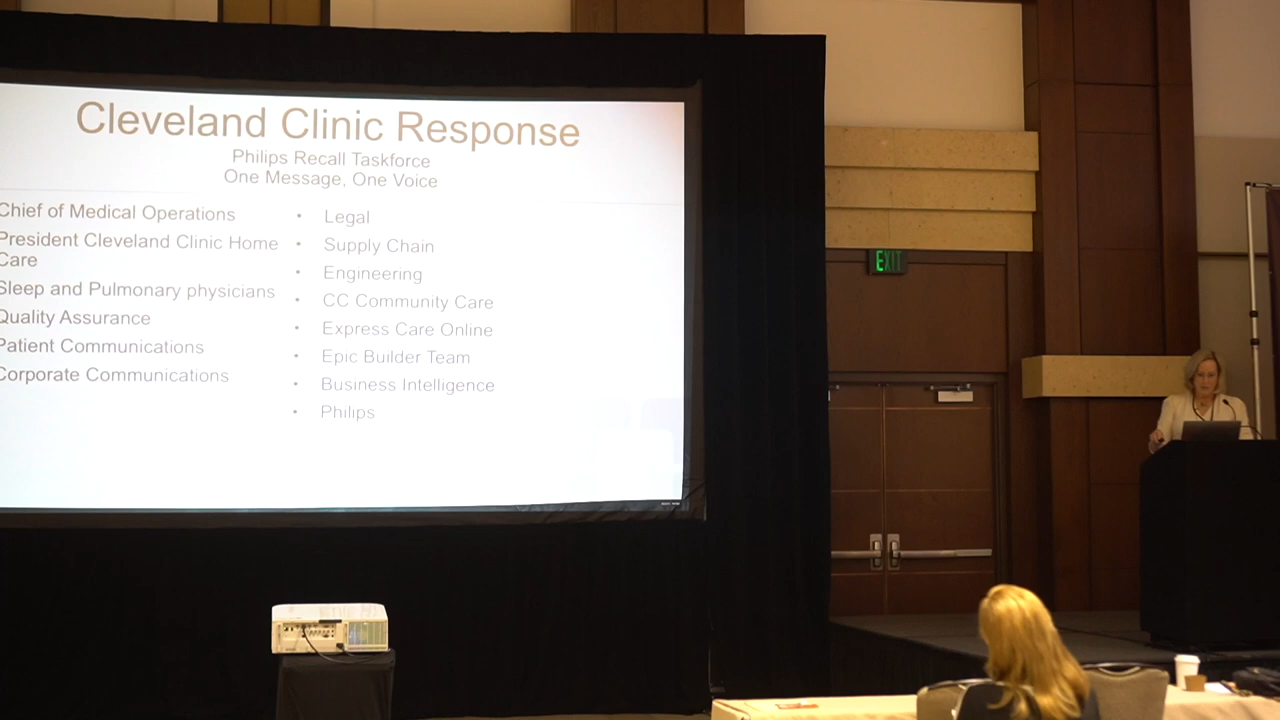 Cleveland Clinic Response
Philips Recall Taskforce
One Message, One Voice
Chief of Medical Operations
President Cleveland Clinic Home
Care
Sleep and Pulmonary physicians
Quality Assurance
Patient Communications
Corporate Communications
• Legal
• Supply Chain
• Engineering
• CC Community Care
• Express Care Online
• Epic Builder Team
• Business Intelligence
• Philips
EXIT